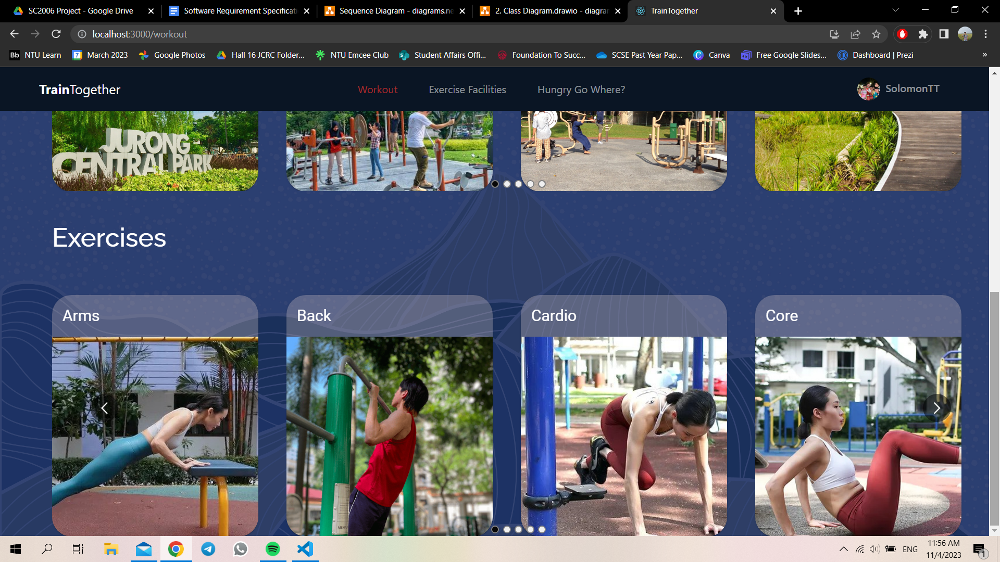 SC2006 Project - Google Drive
Software Requirement Specificati
Sequence Diagram - diagrams.ne
2. Class Diagram.drawio - diagran
TrainTogether
localhost:3000/workout
Bb NTU Learn
7 March 2023
Google Photos
Hall 16 JCRC Folder...
NTU Emcee Club
Student Affairs Offi...
Foundation To Succ...
SCSE Past Year Pap...
Canva
Free Google Slides...
Dashboard | Prezi
»
TrainTogether
Workout
Exercise Facilities
Hungry Go Where?
SolomonTT
JURONG
CENTRAL PARK
Exercises
Arms
Back
Cardio
Core
ENG
11:56 AM
11/4/2023
1